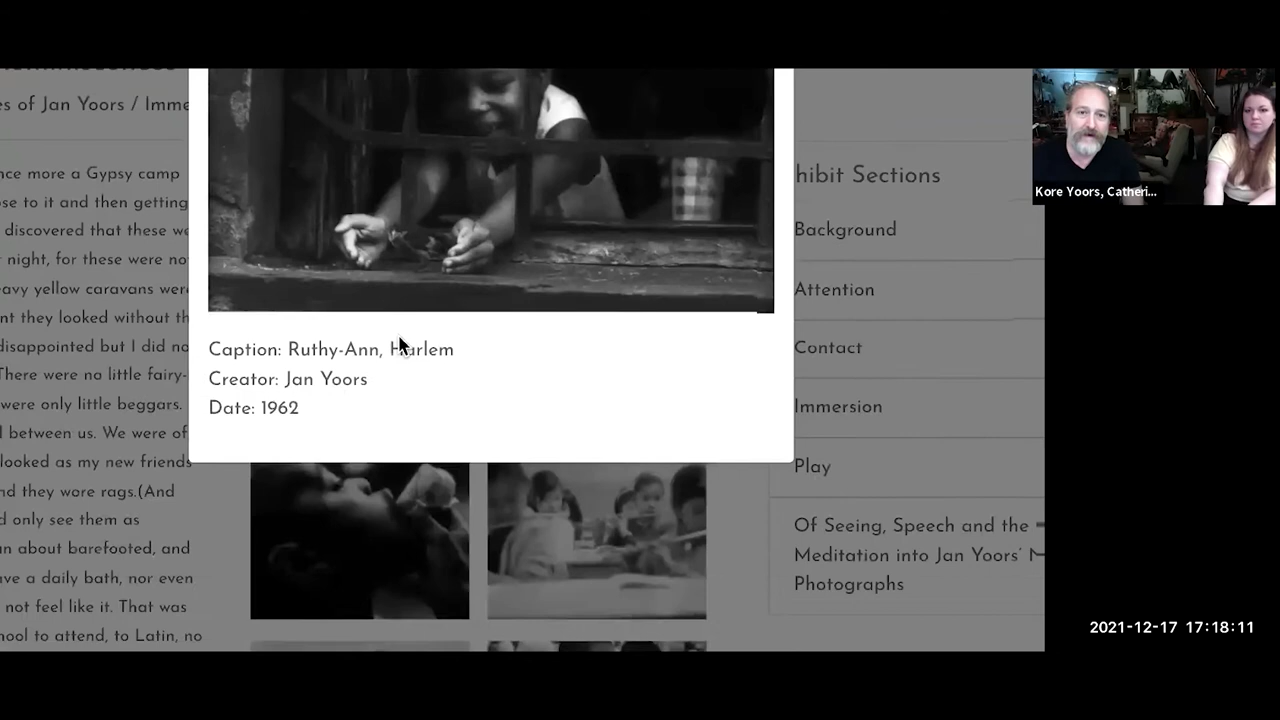 es of Jan Yoors / Imme
nce more a Gypsy camp
ose to it and then getting
discovered that these we
r night, for these were no
eavy yellow caravans were
nt they looked without th
disappointed but I did no
There were no little fairy-
were only little beggars.
l between us. We were of
looked as my new friends
nd they wore rags.(And
d only see them as
an about barefooted, and
ave a daily bath, nor even
not feel like it. That was
hool to attend, to Latin, no
Caption: Ruthy-Ann, Harlem
Creator: Jan Yoors
Date: 1962
hibit Sections
Background
Attention
Contact
Immersion
Play
Of Seeing, Speech and the
Meditation into Jan Yoors'
Photographs
Kore Yoors, Catheri...
2021-12-17 17:18:11